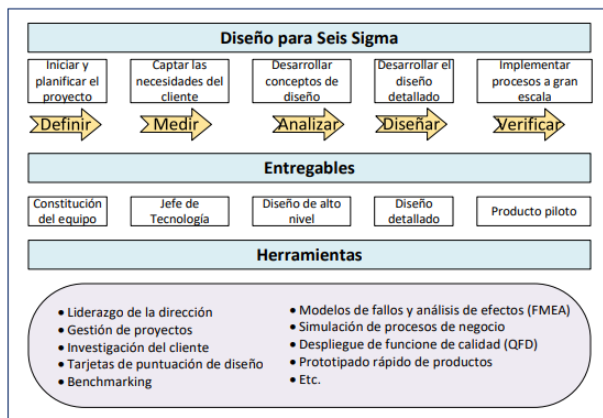 Diseño para Seis Sigma
Iniciar y
planificar el
proyecto
Captar las
necesidades del
cliente
Desarrollar
conceptos de
diseño
Desarrollar el
diseño
detallado
Implementar
procesos a gran
escala
Definir
Medir
Analizar
Diseñar
Verificar
Entregables
Constitución
del equipo
Jefe de
Tecnología
Diseño de alto
nivel
Diseño
detallado
Producto piloto
Herramientas
• Liderazgo de la dirección
• Gestión de proyectos
• Investigación del cliente
• Tarjetas de puntuación de diseño
• Benchmarking
• Modelos de fallos y análisis de efectos (FMEA)
• Simulación de procesos de negocio
• Despliegue de funcione de calidad (QFD)
• Prototipado rápido de productos
• Etc.